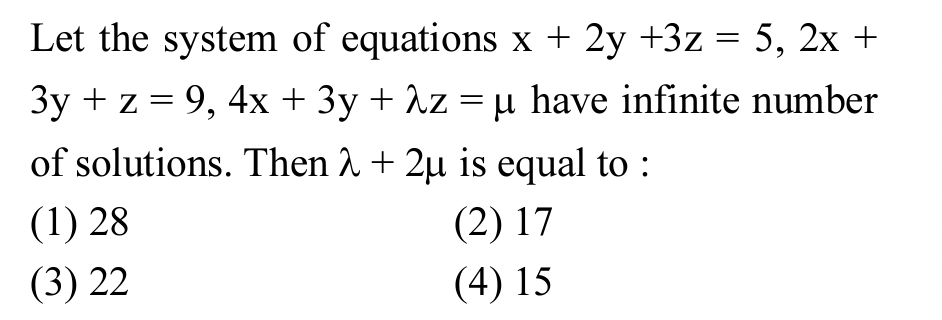 Let the system of equations x + 2y +3z = 5, 2x +
3y + z = 9, 4x + 3y + λz = μ have infinite number
of solutions. Then λ + 2μ is equal to :
(1) 28 (2) 17
(3) 22 (4) 15